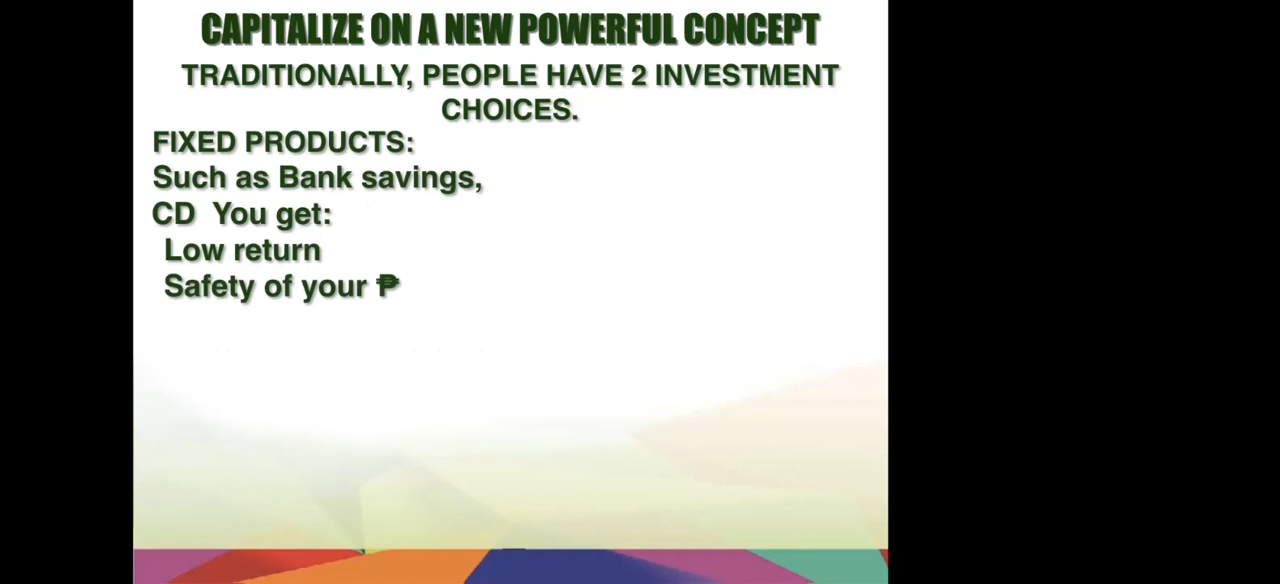 CAPITALIZE ON A NEW POWERFUL CONCEPT
TRADITIONALLY, PEOPLE HAVE 2 INVESTMENT
CHOICES.
FIXED PRODUCTS:
Such as Bank savings,
CD You get:
Low return
Safety of your ₱